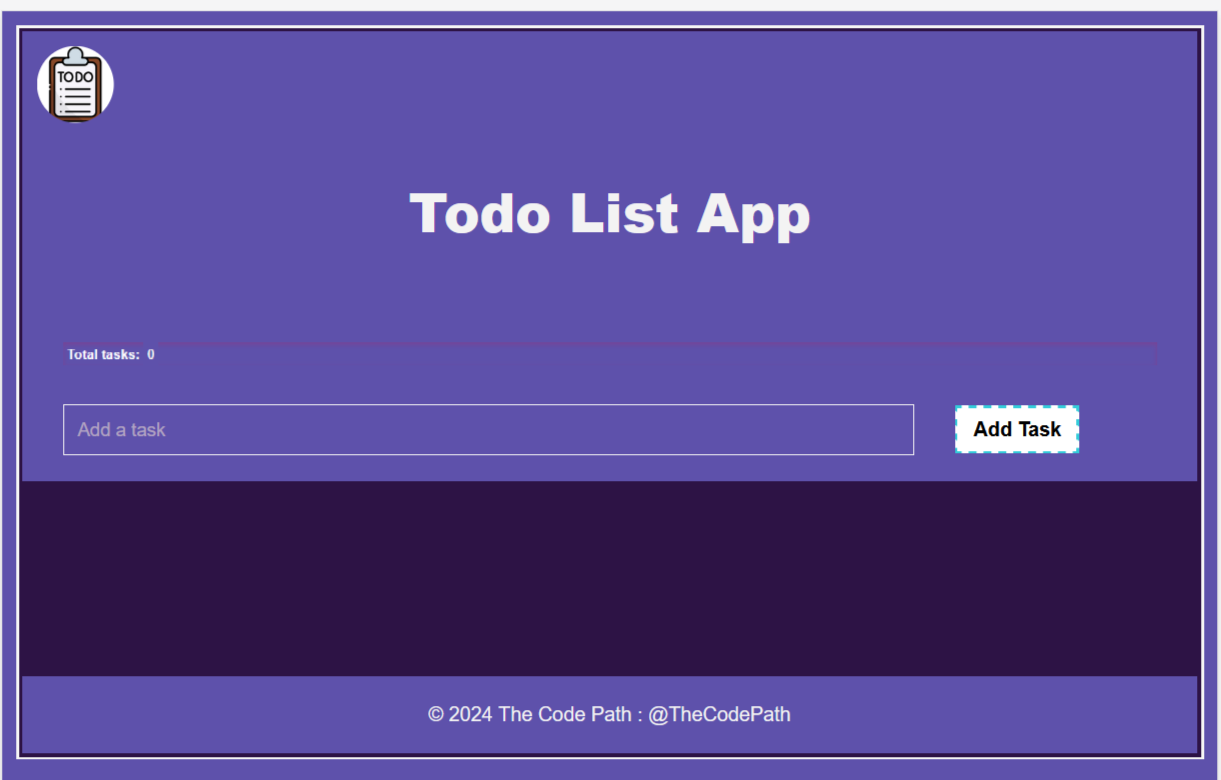 TODO
Todo List App
Total tasks: 0
Add a task
Add Task
© 2024 The Code Path : @TheCodePath